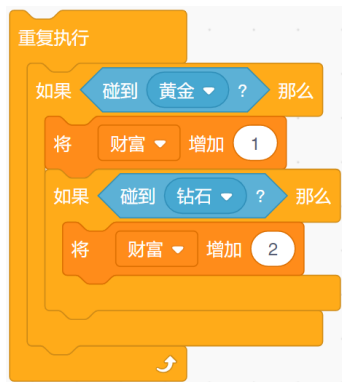 重复执行
如果 碰到 黄金 ? 那么
将 财富 增加 1
如果 碰到 钻石 ? 那么
将 财富 增加 2